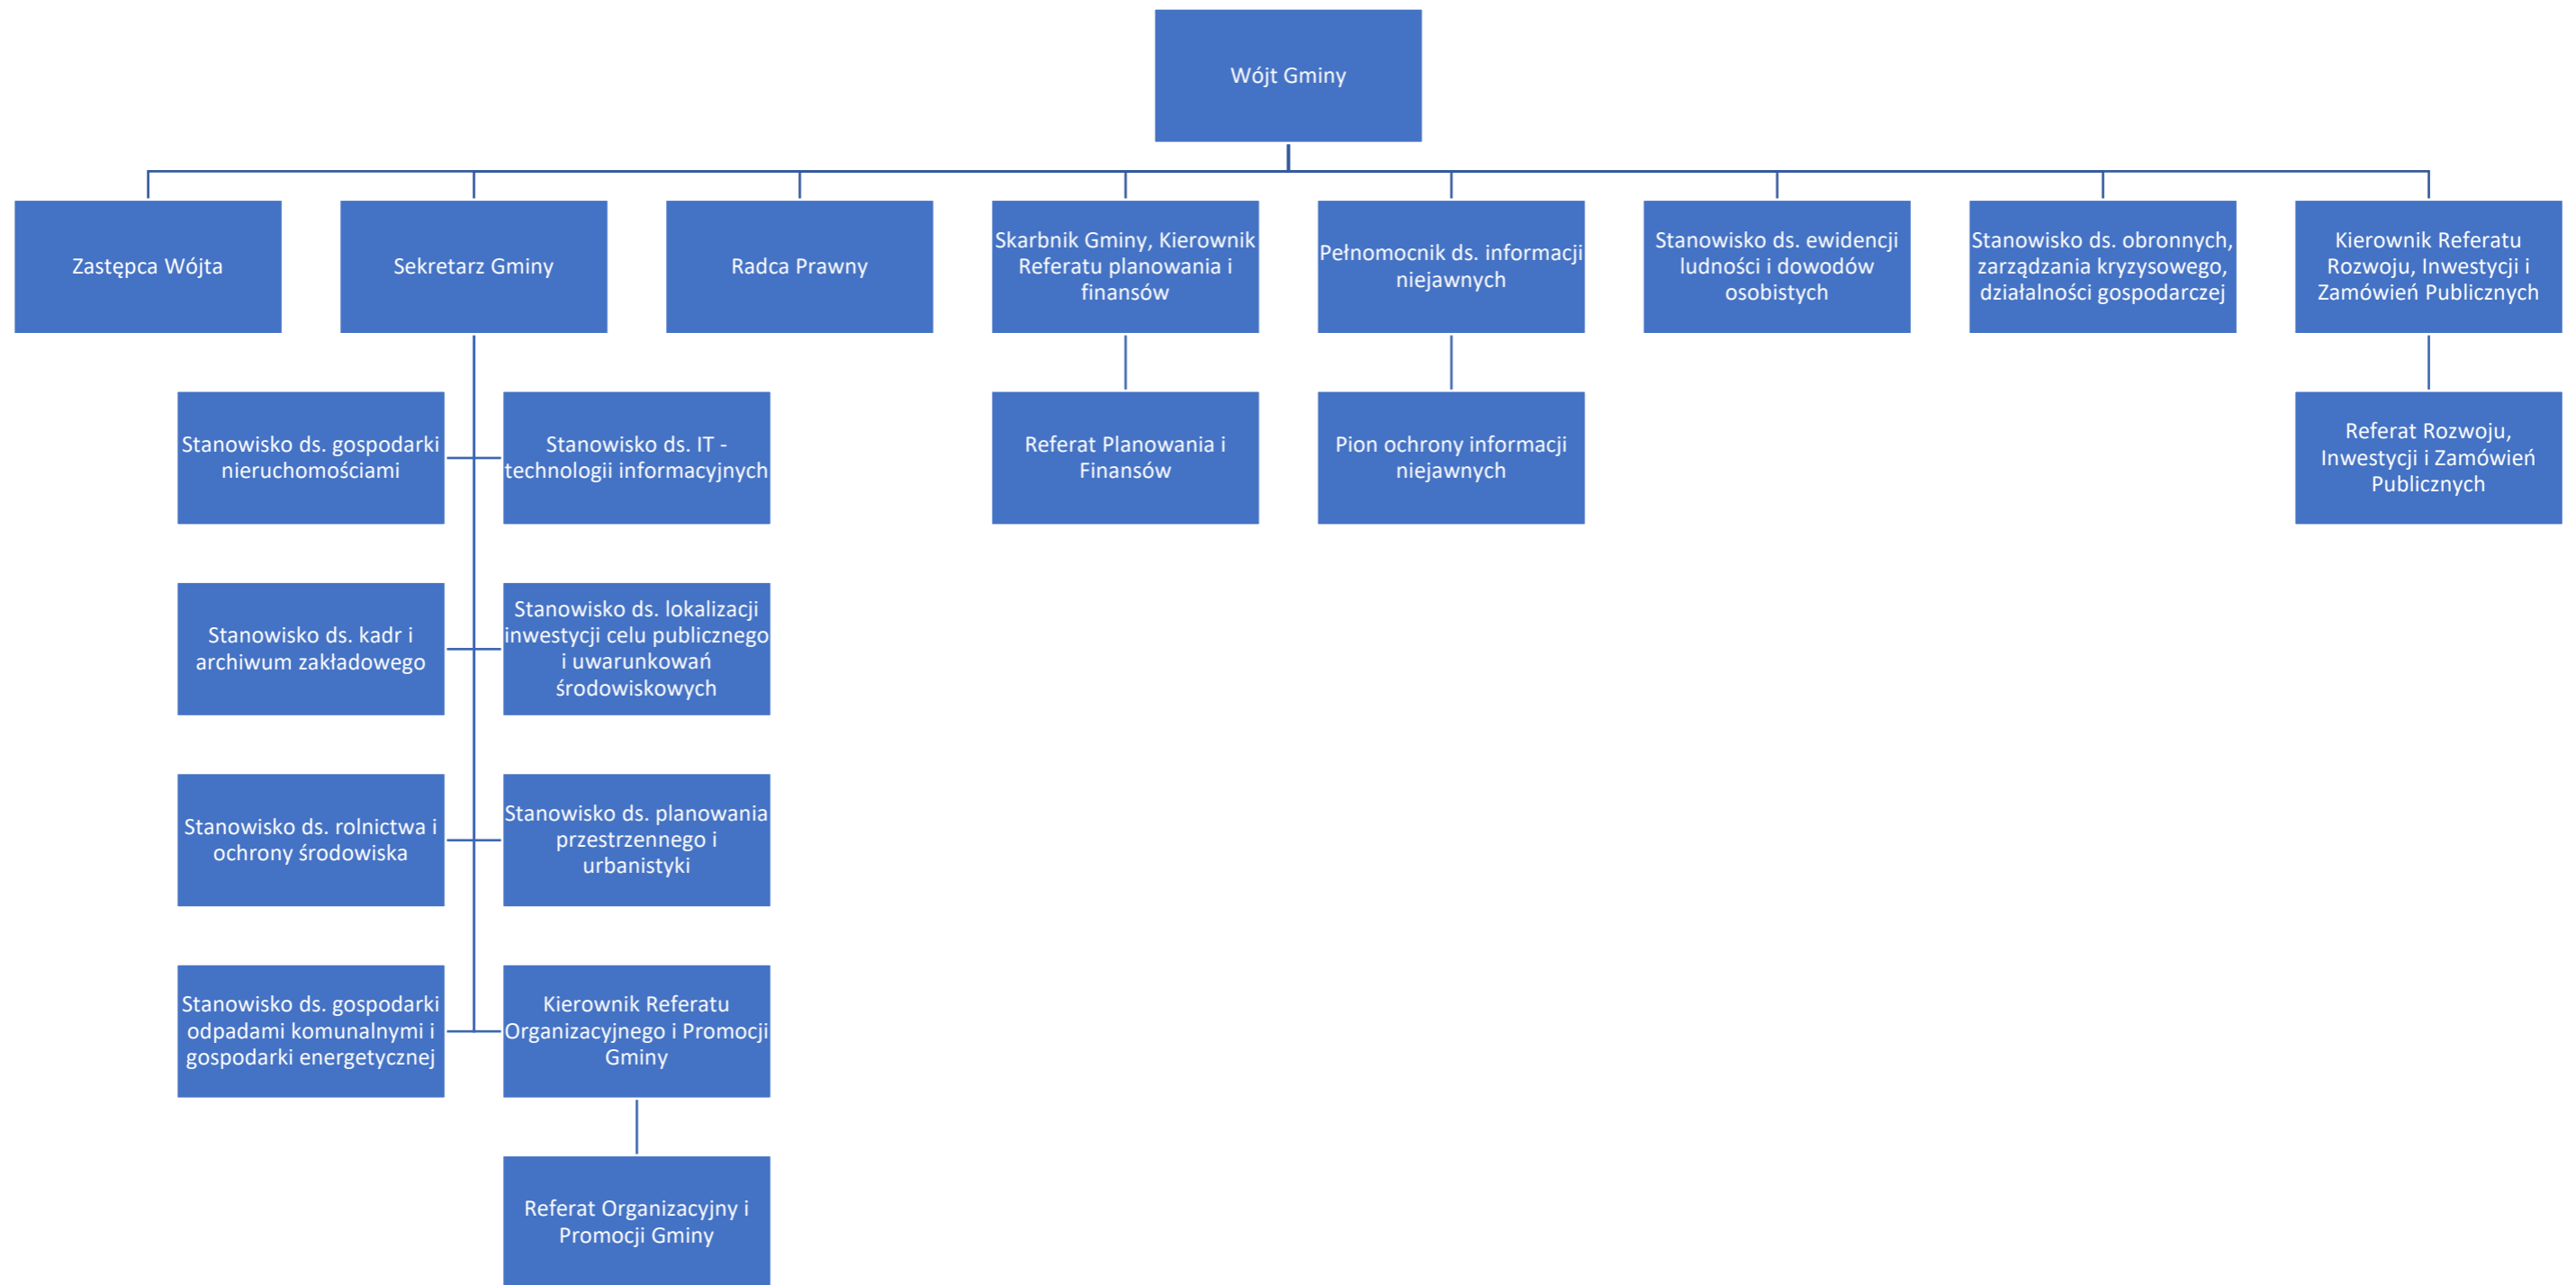 Wójt Gminy
Zastępca Wójta
Sekretarz Gminy
Radca Prawny
Skarbnik Gminy, Kierownik
Referatu planowania i
finansów
Pełnomocnik ds. informacji
niejawnych
Stanowisko ds. ewidencji
ludności i dowodów
osobistych
Stanowisko ds. obronnych,
zarządzania kryzysowego,
działalności gospodarczej
Kierownik Referatu
Rozwoju, Inwestycji i
Zamówień Publicznych
Stanowisko ds. gospodarki
nieruchomościami
Stanowisko ds. IT -
technologii informacyjnych
Referat Planowania i
Finansów
Pion ochrony informacji
niejawnych
Referat Rozwoju,
Inwestycji i Zamówień
Publicznych
Stanowisko ds. kadr i
archiwum zakładowego
Stanowisko ds. lokalizacji
inwestycji celu publicznego
i uwarunkowań
środowiskowych
Stanowisko ds. rolnictwa i
ochrony środowiska
Stanowisko ds. planowania
przestrzennego i
urbanistyki
Stanowisko ds. gospodarki
odpadami komunalnymi i
gospodarki energetycznej
Kierownik Referatu
Organizacyjnego i Promocji
Gminy
Referat Organizacyjny i
Promocji Gminy